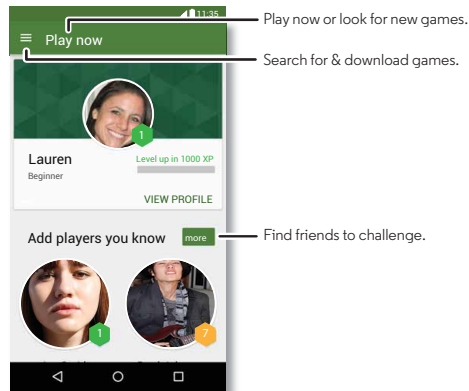 11:35
Play now
Play now or look for new games.
Search for & download games.
1
Lauren
Level up in 1000 XP
Beginner
VIEW PROFILE
Add players you know
more
Find friends to challenge.
1
7